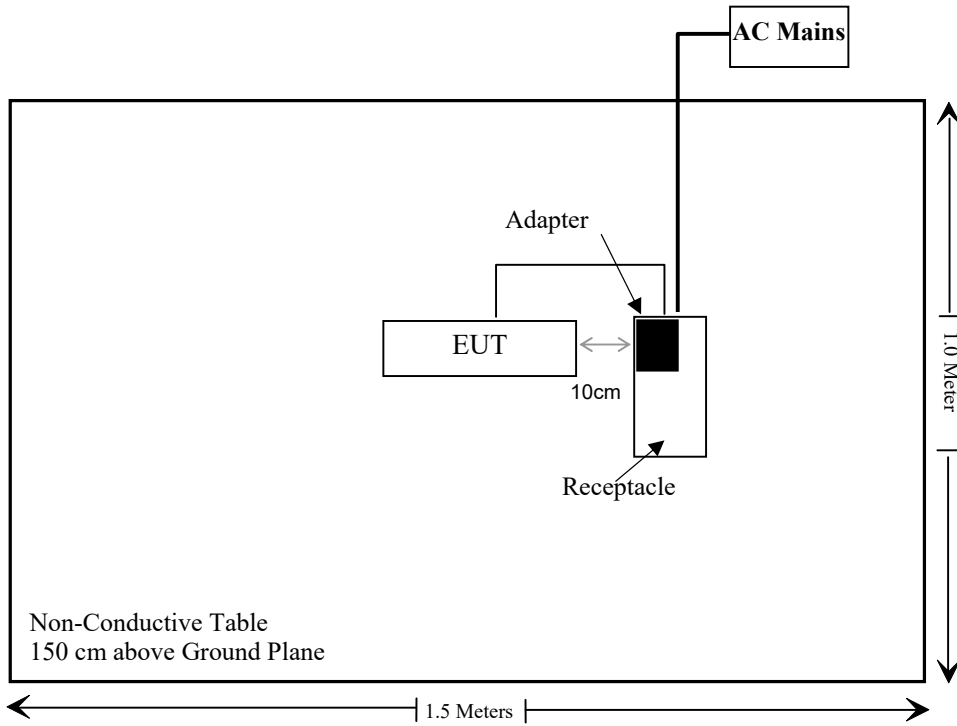 AC Mains
Adapter
EUT
10cm
1.0 Meter
Receptacle
Non-Conductive Table
150 cm above Ground Plane
1.5 Meters